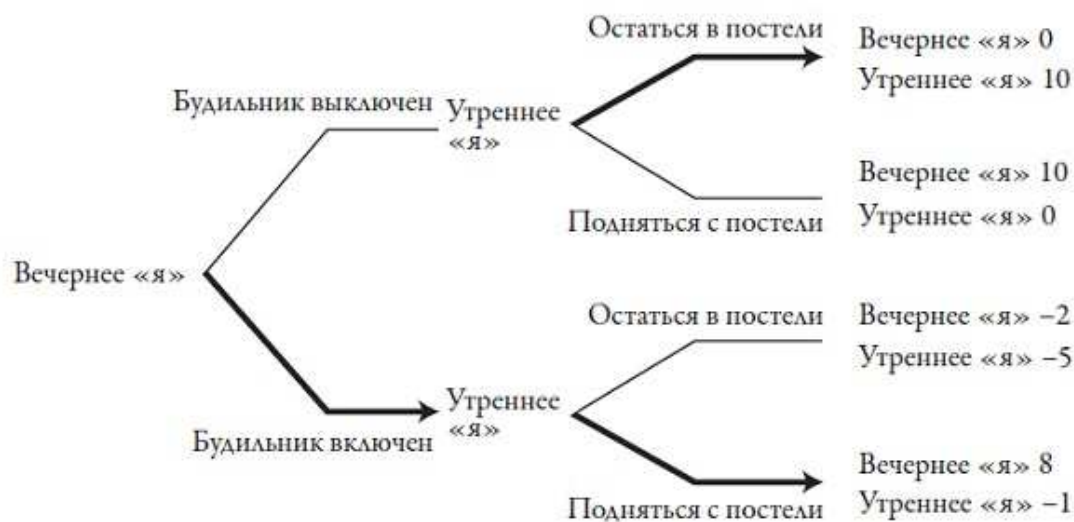 Остаться в постели
Вечернее «я» 0
Утреннее «я» 10
Будильник выключен
Утреннее
«я»
Вечернее «я» 10
Подняться с постели
Утреннее «я» 0
Вечернее «я»
Остаться в постели
Вечернее «я» –2
Утреннее «я» –5
Утреннее
«я»
Будильник включен
Вечернее «я» 8
Подняться с постели
Утреннее «я» –1